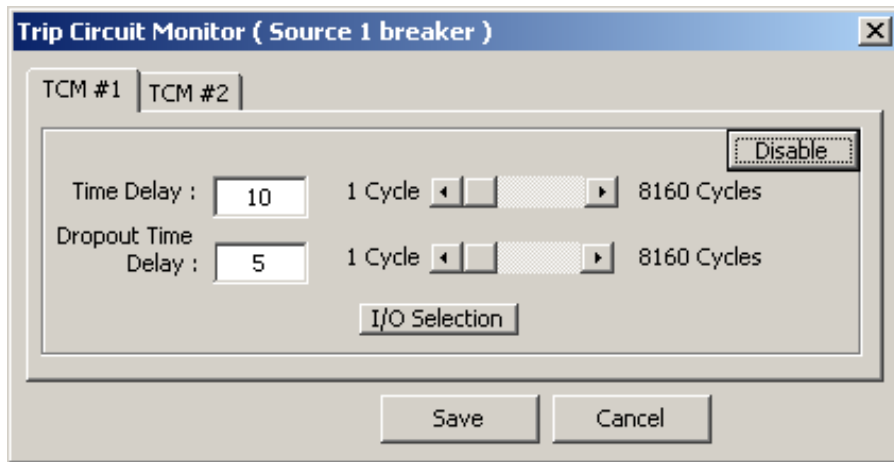 Trip Circuit Monitor ( Source 1 breaker )
TCM #1 TCM #2
Disable
Time Delay : 10 1 Cycle 8160 Cycles
Dropout Time
Delay : 5 1 Cycle 8160 Cycles
I/O Selection
Save Cancel